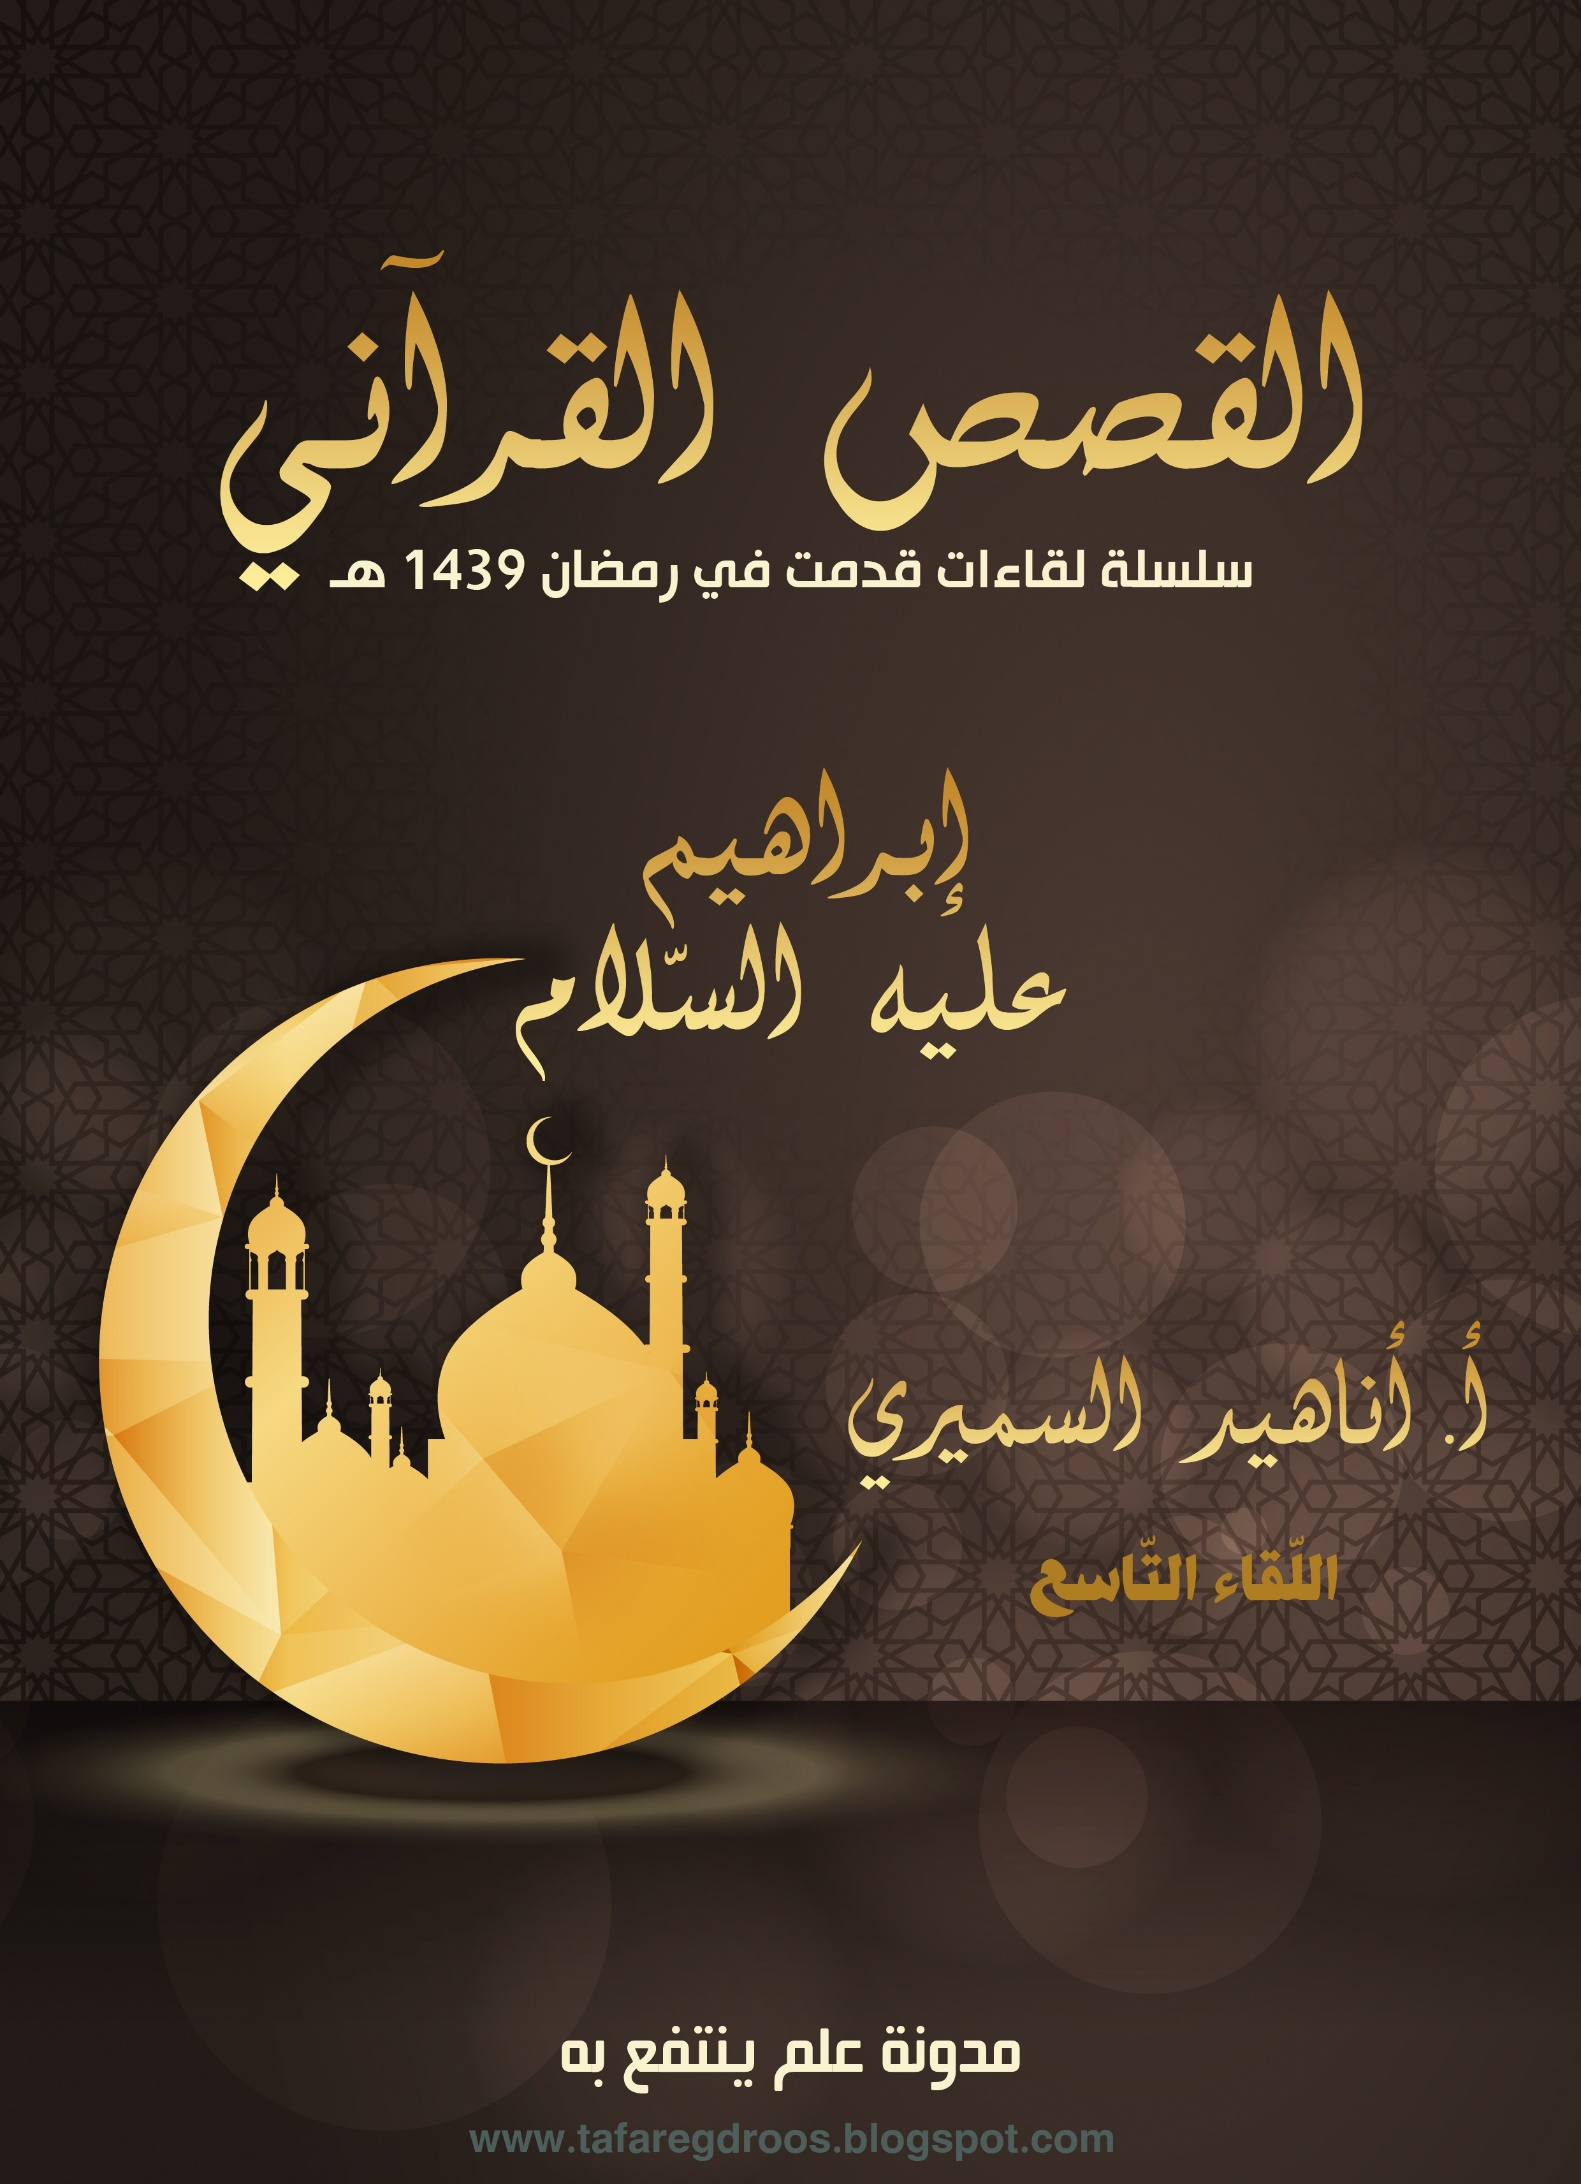 القصص القرآني
سلسلة لقاءات قدمت في رمضان 1439 هـ
إبراهيم
عليه السّلام
أ. أناهيد السميري
اللّقاء التّاسع
مدونة علم ينتفع به
www.tafaregdroos.blogspot.com